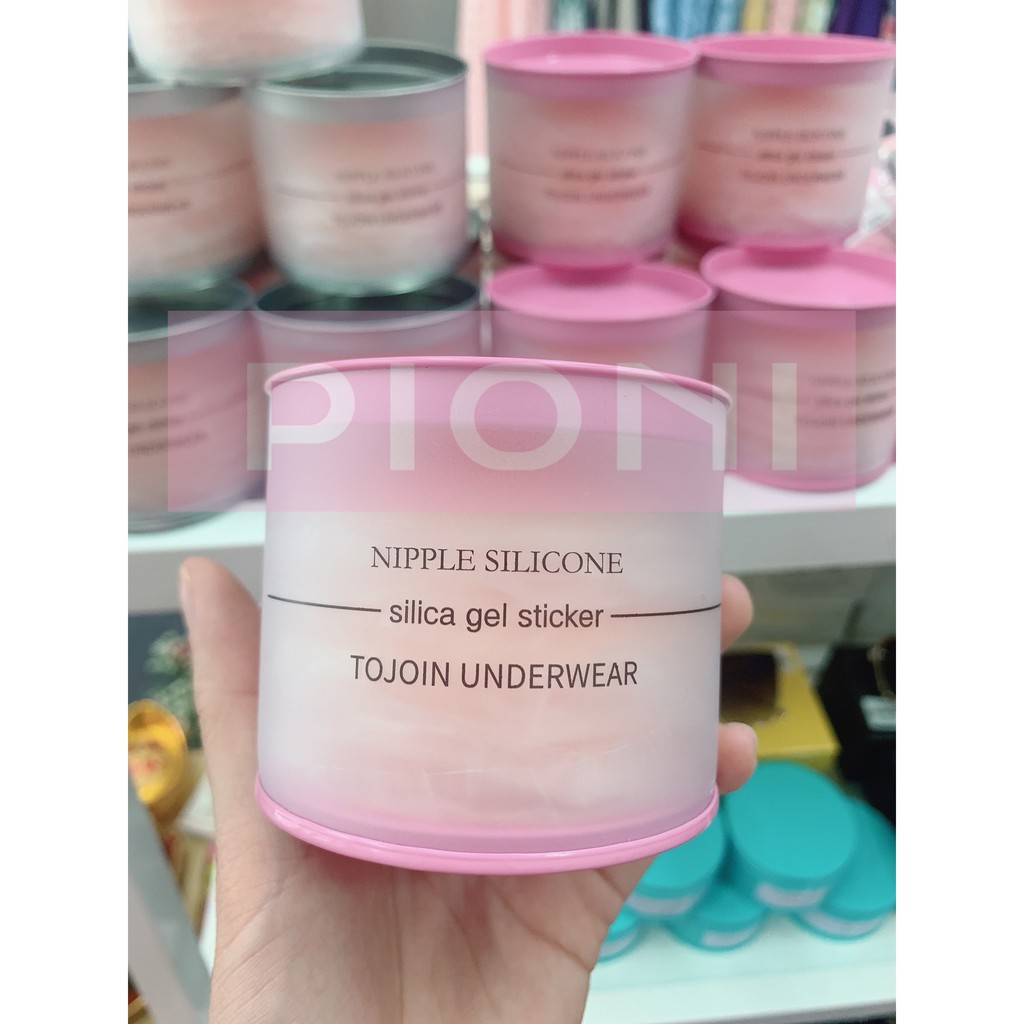 PIONI
NIPPLE SILICONE
silica gel sticker
TOJOIN UNDERWEAR